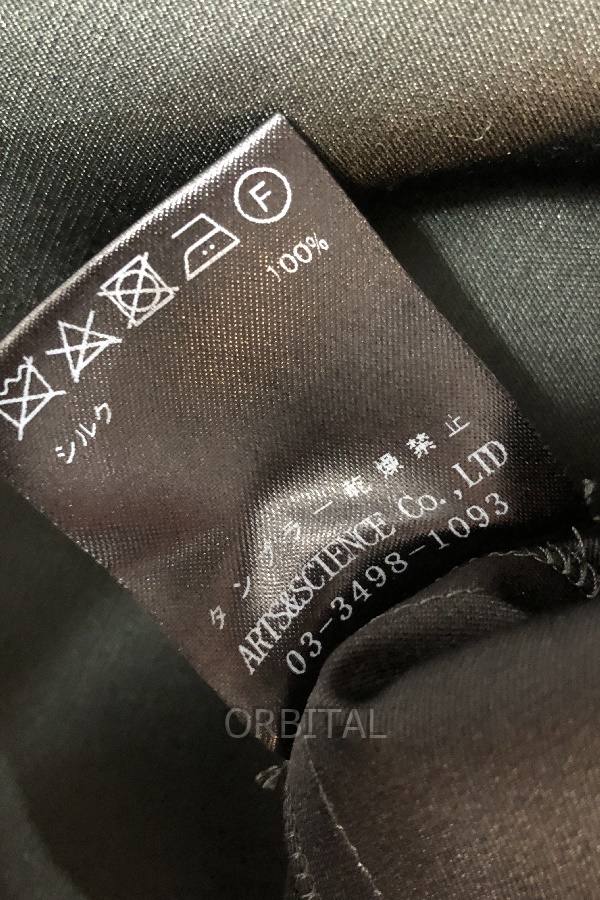 F
シルク 100%
タンブラー乾燥禁止
ARTS&SCIENCE Co.,LTD
03-3498-1093
ORBITAL